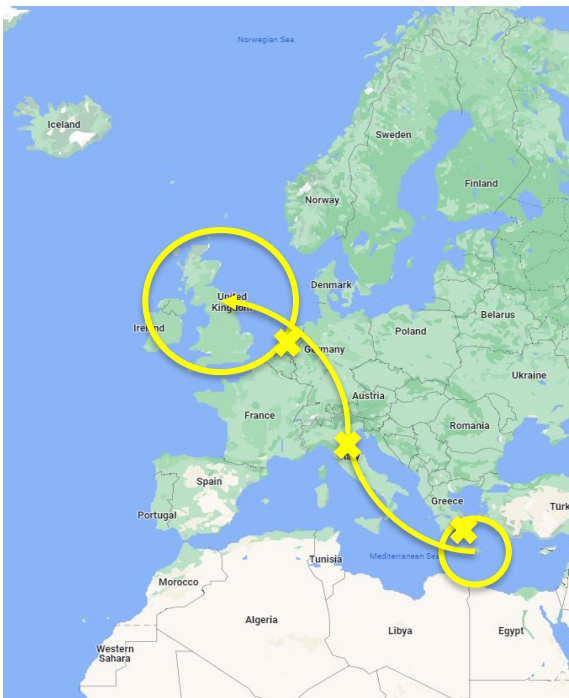 Norwegian Sea
Iceland
Sweden
Finland
Norway
United
Kingdom
Denmark
Ireland
Belarus
Poland
Germany
Ukraine
Austria
France
Romania
Italy
Spain
Greece
Portugal
Türk
Mediterranean Sea
Tunisia
Morocco
Algeria
Libya
Egypt
Western
Sahara